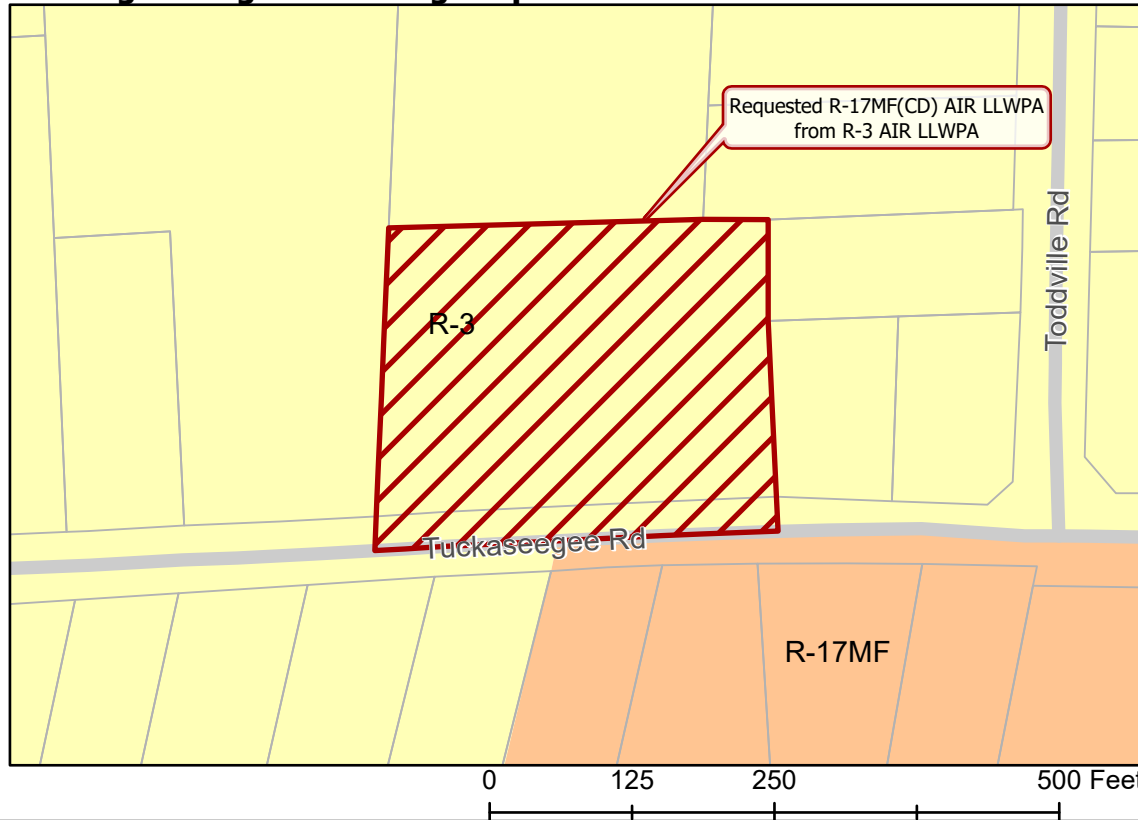 Requested R-17MF(CD) AIR LLWPA
from R-3 AIR LLWPA
Toddville Rd
R-3
Tuckaseegee Rd
R-17MF
0 125 250 500 Feet